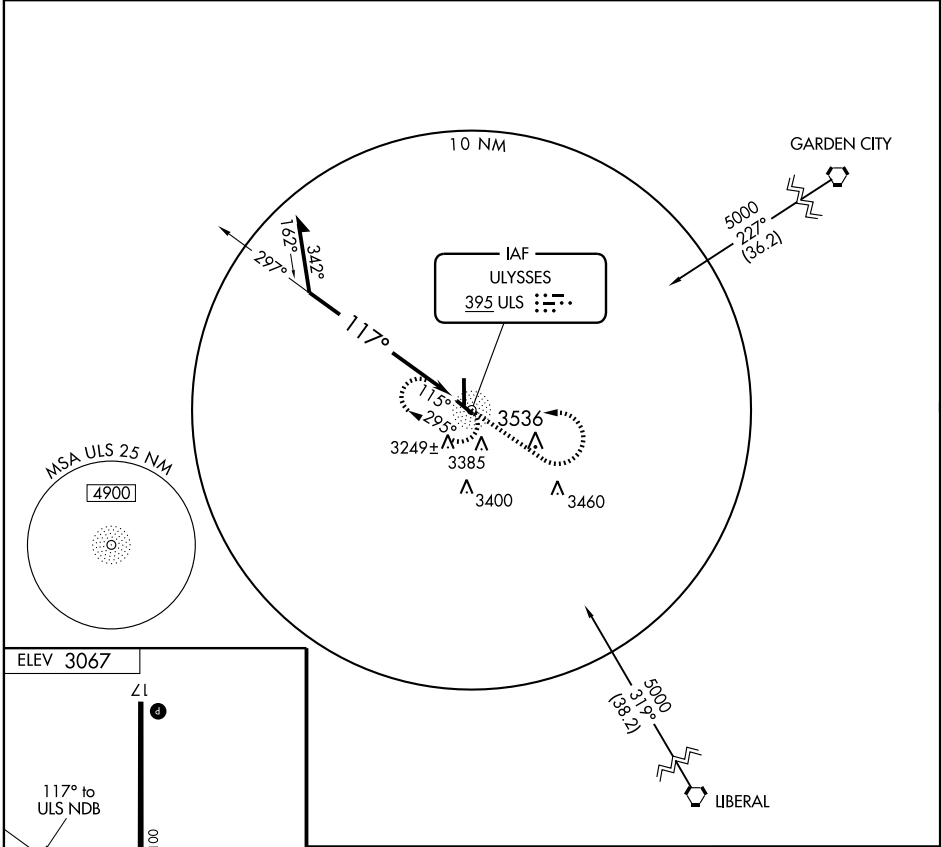 10 NM
GARDEN CITY
5000
227°
(36.2)
342°
162°
297°
IAF
ULYSSES
395 ULS
117°
115°
295°
3536
3249±
3385
3400
3460
MSA ULS 25 NM
4900
5000
319°
(38.2)
LIBERAL
ELEV 3067
17
P
117° to
ULS NDB